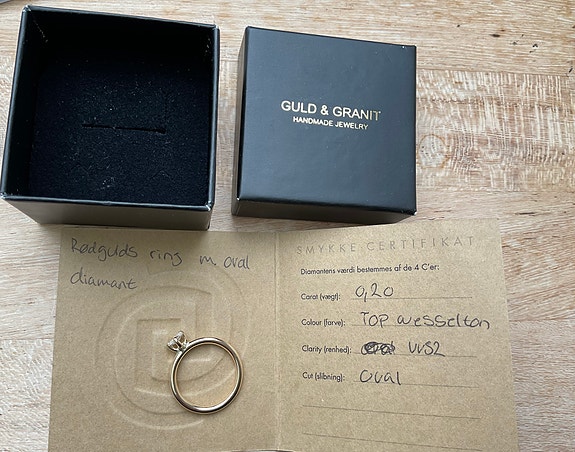 GULD & GRANIT
HANDMADE JEWELRY
Rødgulds ring m. oval
diamant
SMYKKE CERTIFIKAT
Diamantens værdi bestemmes af de 4 C'er:
Carat (vægt): 0,20
Colour (farve): TOP wesselton
Clarity (renhed): VVS2
Cut (slibning): Oval